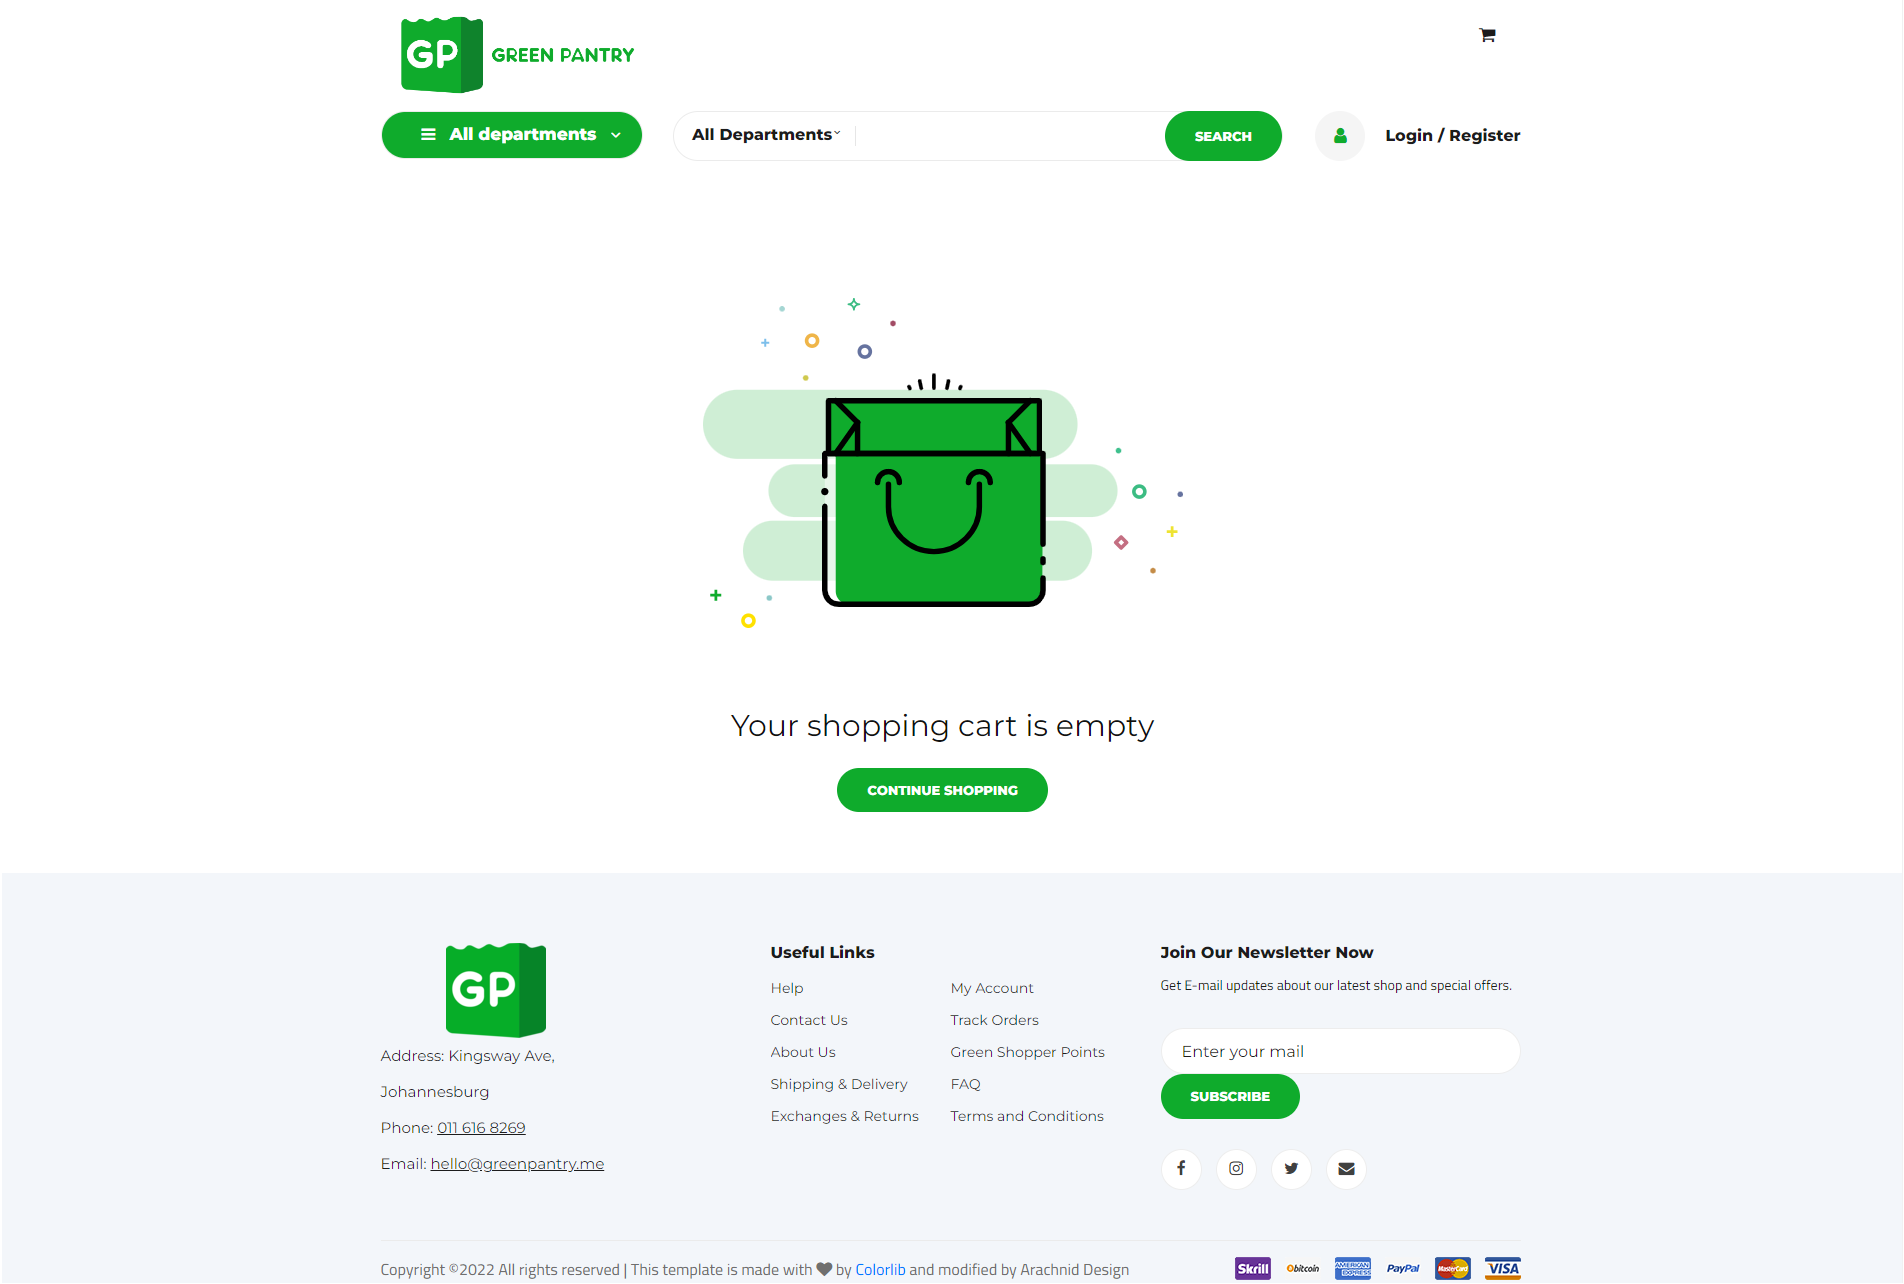 GP GREEN PANTRY
All departments
All Departments
SEARCH
Login / Register
Your shopping cart is empty
CONTINUE SHOPPING
GP
Address: Kingsway Ave,
Johannesburg
Phone: 011 616 8269
Email: hello@greenpantry.me
Useful Links
Help
Contact Us
About Us
Shipping & Delivery
Exchanges & Returns
My Account
Track Orders
Green Shopper Points
FAQ
Terms and Conditions
Join Our Newsletter Now
Get E-mail updates about our latest shop and special offers.
Enter your mail
SUBSCRIBE
Copyright ©2022 All rights reserved | This template is made with ♥ by Colorlib and modified by Arachnid Design
Skrill
bitcoin
AMERICAN EXPRESS
PayPal
MasterCard
VISA